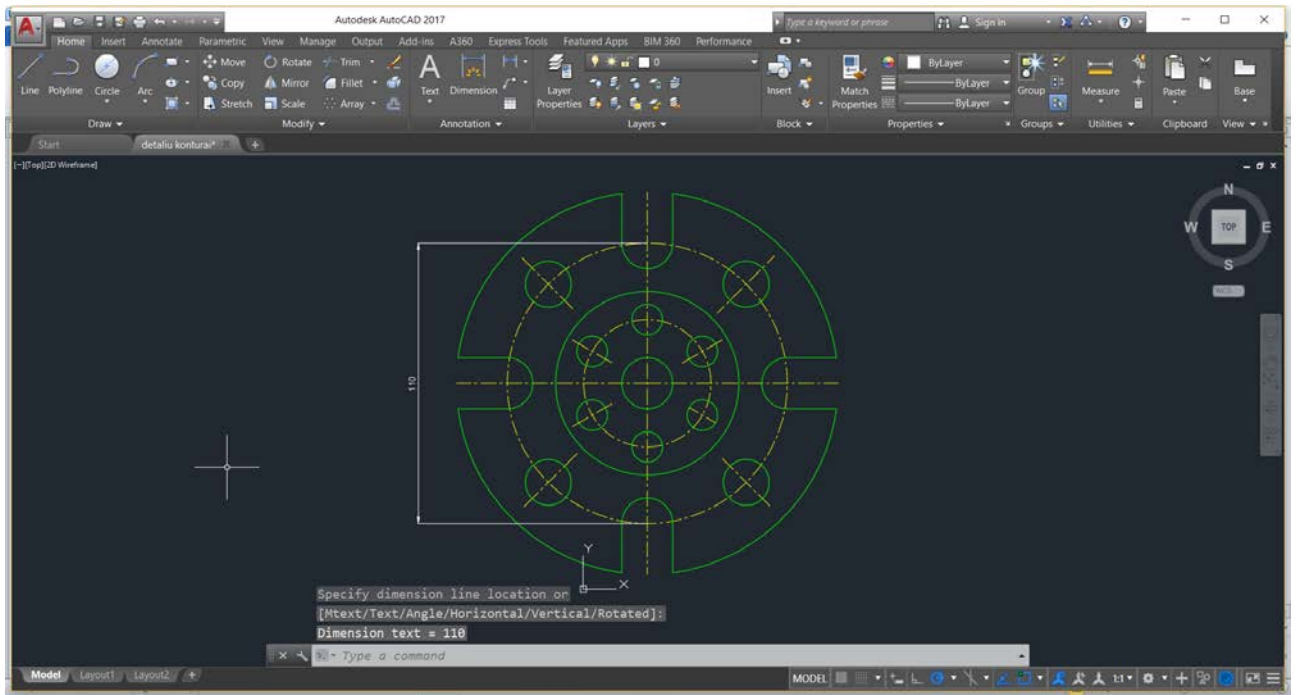 A
Autodesk AutoCAD 2017
Type a keyword or phrase
Sign in
Home Insert Annotate Parametric View Manage Output Add-ins A360 Express Tools Featured Apps BIM 360 Performance
Line Polyline Circle Arc
Move Rotate Trim
Copy Mirror Fillet
Stretch Scale Array
A
Text Dimension
Layer Properties
0
Insert
Match Properties
ByLayer
ByLayer
ByLayer
Group
Measure
Paste
Base
Draw Modify Annotation Layers Block Properties Groups Utilities Clipboard View
Start detaliu konturai*
[-][Top][2D Wireframe]
N
W TOP E
S
WCS
110
Y
X
Specify dimension line location or
[Mtext/Text/Angle/Horizontal/Vertical/Rotated]:
Dimension text = 110
Type a command
Model Layout1 Layout2 +
MODEL 1:1